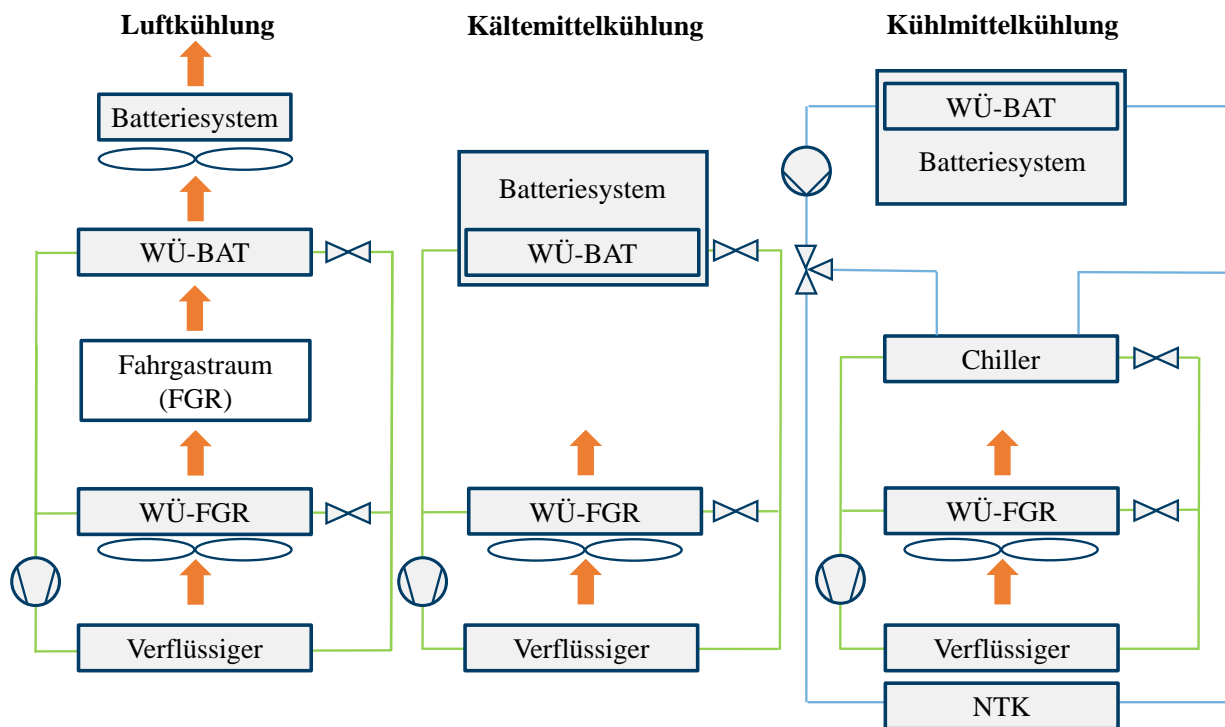 Luftkühlung
Batteriesystem
WÜ-BAT
Fahrgastraum
(FGR)
WÜ-FGR
Verflüssiger
Kältemittelkühlung
Batteriesystem
WÜ-BAT
WÜ-FGR
Verflüssiger
Kühlmittelkühlung
WÜ-BAT
Batteriesystem
Chiller
WÜ-FGR
Verflüssiger
NTK